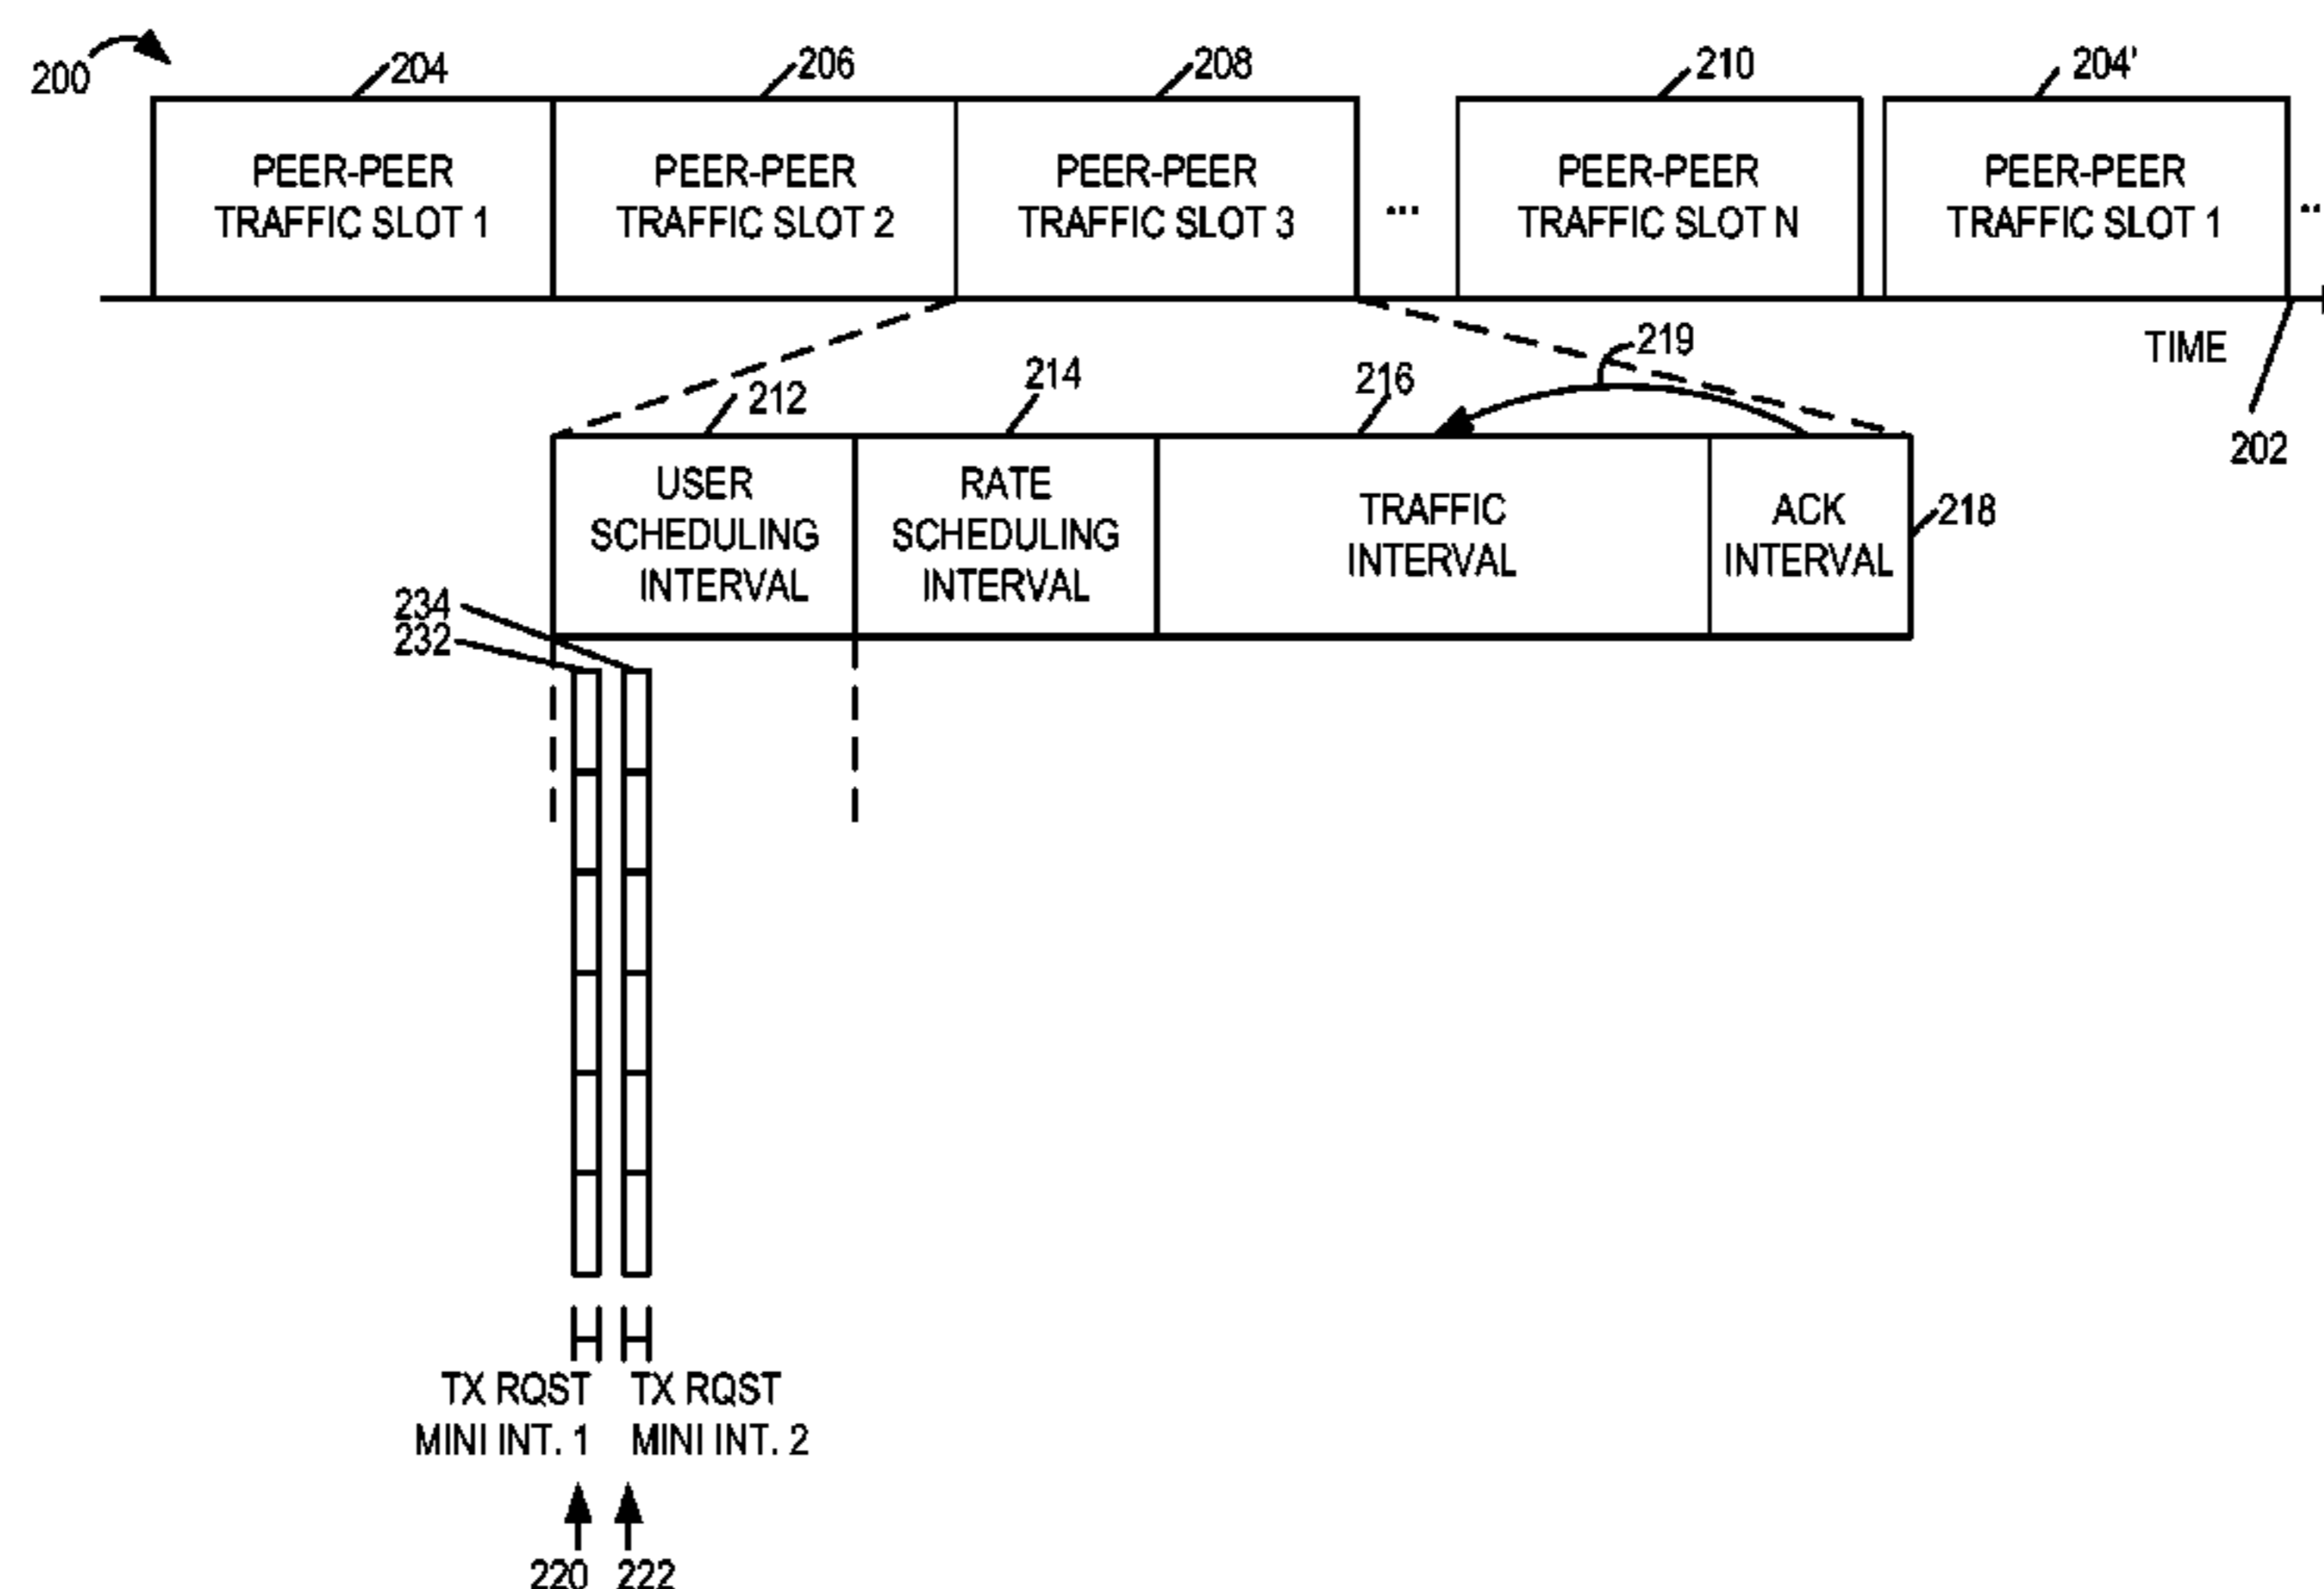 200
204
206
208
210
204'
PEER-PEER
TRAFFIC SLOT 1
PEER-PEER
TRAFFIC SLOT 2
PEER-PEER
TRAFFIC SLOT 3
...
PEER-PEER
TRAFFIC SLOT N
PEER-PEER
TRAFFIC SLOT 1
..
TIME
202
212
214
216
219
USER
SCHEDULING
INTERVAL
RATE
SCHEDULING
INTERVAL
TRAFFIC
INTERVAL
ACK
INTERVAL
218
234
232
TX RQST
MINI INT. 1
TX RQST
MINI INT. 2
220
222